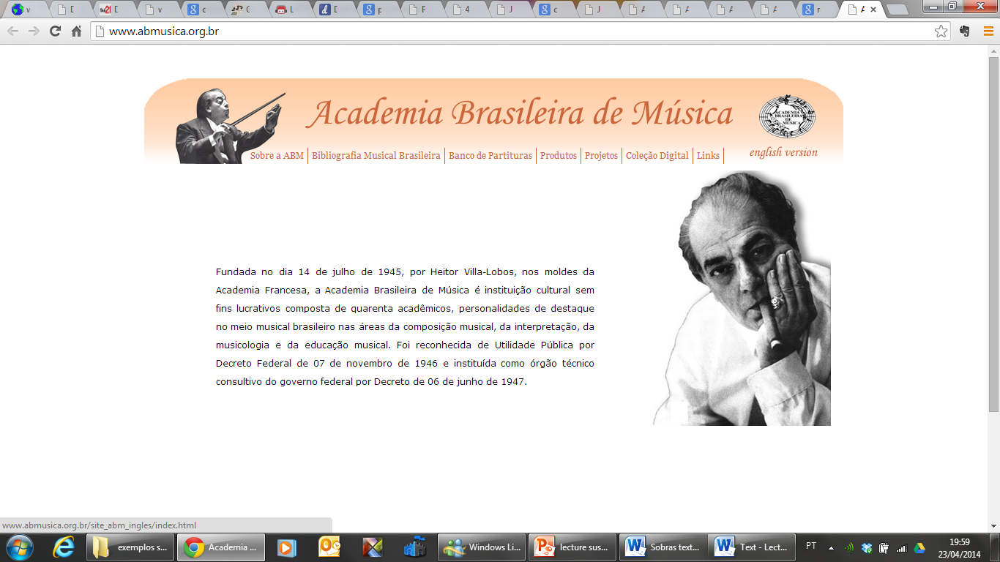 v D D v c C L D p F 4 J c J A A A A r A
www.abmusica.org.br
Academia Brasileira de Música
ACADEMIA
BRASILEIRA
DE
MUSICA
Sobre a ABM | Bibliografia Musical Brasileira | Banco de Partituras | Produtos | Projetos | Coleção Digital | Links |
english version
Fundada no dia 14 de julho de 1945, por Heitor Villa-Lobos, nos moldes da
Academia Francesa, a Academia Brasileira de Música é instituição cultural sem
fins lucrativos composta de quarenta acadêmicos, personalidades de destaque
no meio musical brasileiro nas áreas da composição musical, da interpretação, da
musicologia e da educação musical. Foi reconhecida de Utilidade Pública por
Decreto Federal de 07 de novembro de 1946 e instituída como órgão técnico
consultivo do governo federal por Decreto de 06 de junho de 1947.
www.abmusica.org.br/site_abm_ingles/index.html
exemplos s... Academia ... Windows Li... lecture sus... Sobras text... Text - Lect... PT 19:59
23/04/2014